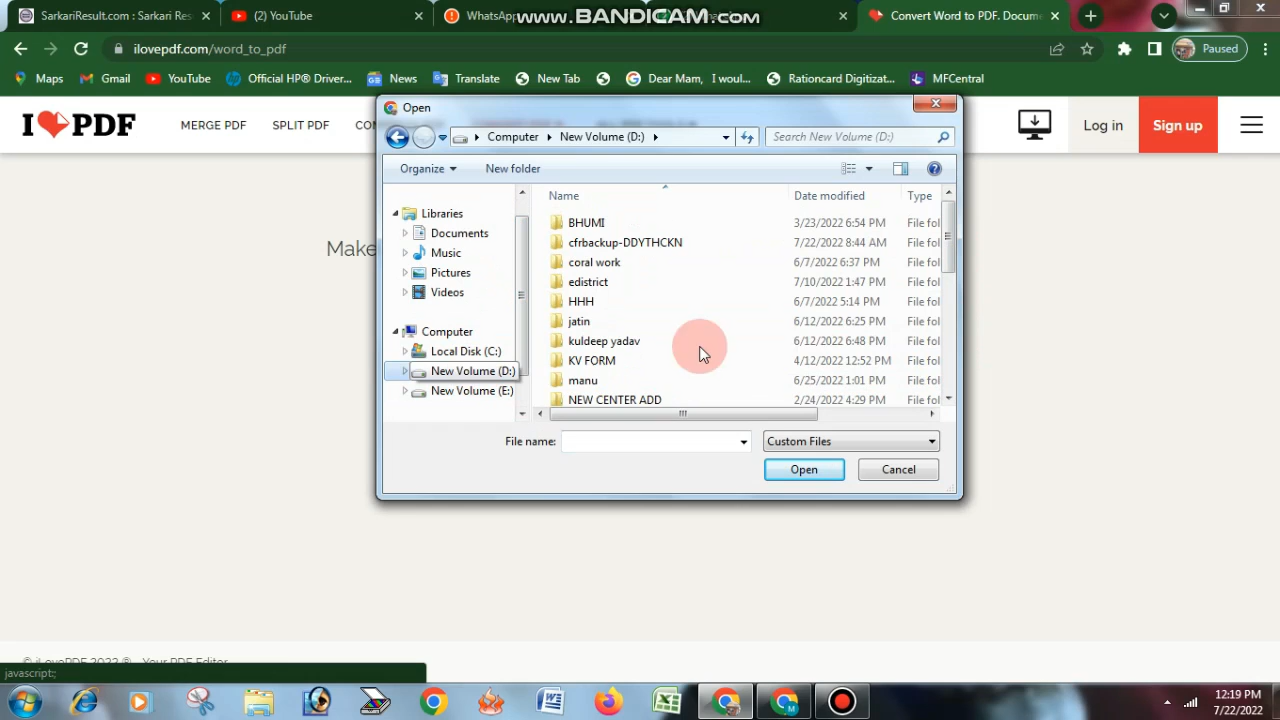 SarkariResult.com : Sarkari Res
(2) YouTube
WhatsApp
www.BANDICAM.com
Convert Word to PDF. Docume
ilovepdf.com/word_to_pdf
Paused
Maps
Gmail
YouTube
Official HP® Driver...
News
Translate
New Tab
Dear Mam, I woul...
Rationcard Digitizat...
MFCentral
I PDF
MERGE PDF
SPLIT PDF
Log in
Sign up
Make
Open
Computer
New Volume (D:)
Search New Volume (D:)
Organize
New folder
Name
Date modified
Type
Libraries
Documents
Music
Pictures
Videos
Computer
Local Disk (C:)
New Volume (D:)
New Volume (E:)
BHUMI 3/23/2022 6:54 PM File fol
cfrbackup-DDYTHCKN 7/22/2022 8:44 AM File fol
coral work 6/7/2022 6:37 PM File fol
edistrict 7/10/2022 1:47 PM File fol
HHH 6/7/2022 5:14 PM File fol
jatin 6/12/2022 6:25 PM File fol
kuldeep yadav 6/12/2022 6:48 PM File fol
KV FORM 4/12/2022 12:52 PM File fol
manu 6/25/2022 1:01 PM File fol
NEW CENTER ADD 2/24/2022 4:29 PM File fol
File name:
Custom Files
Open
Cancel
© iLovePDF 2022 ® - Your PDF Editor
javascript:;
12:19 PM
7/22/2022